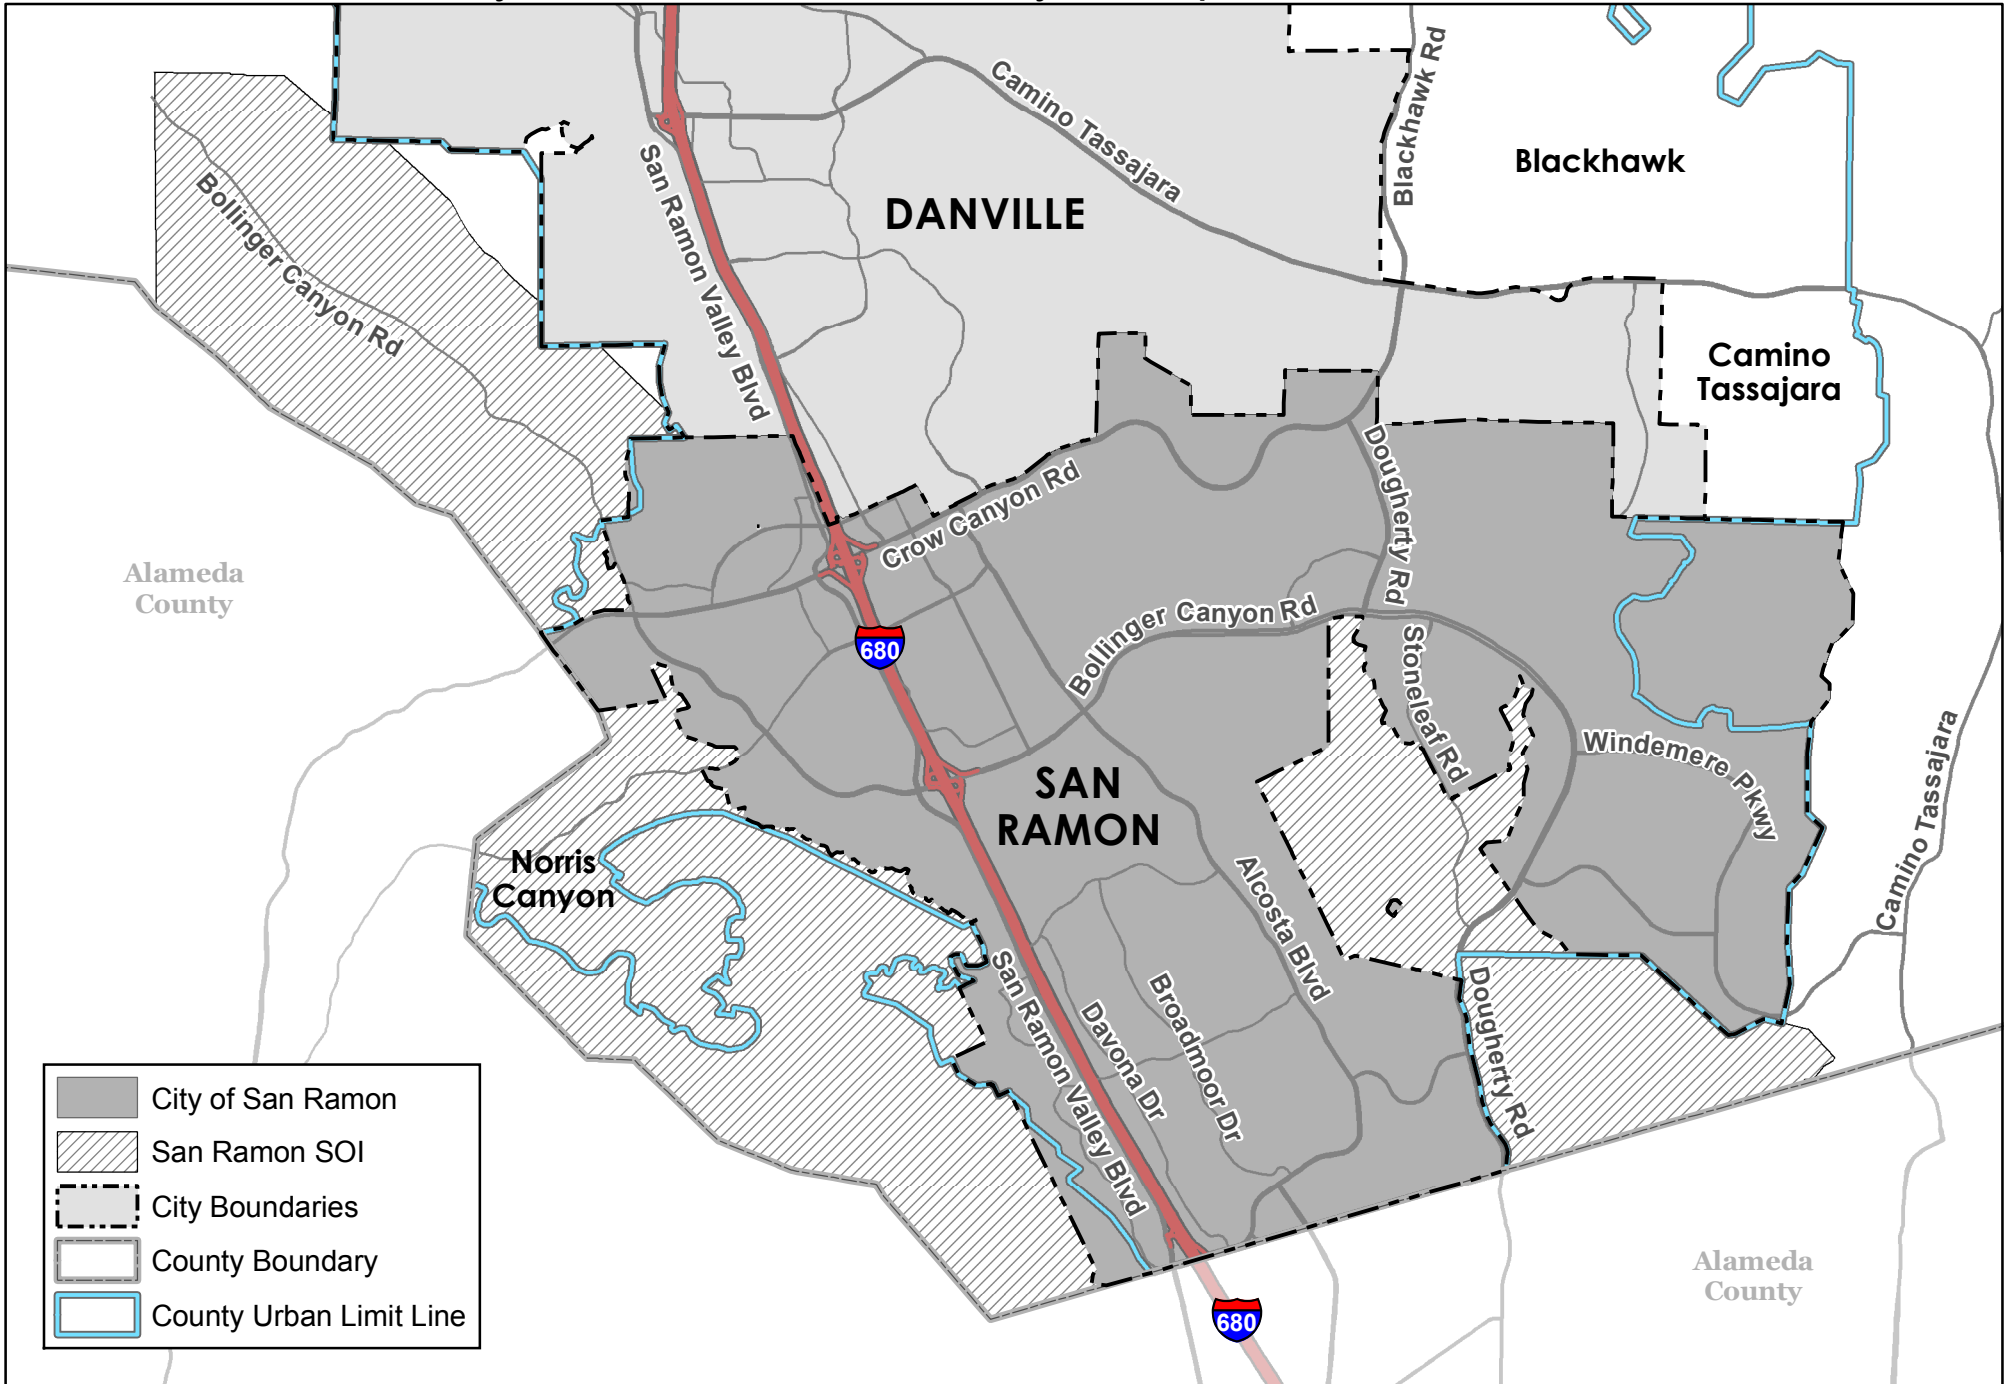 Blackhawk Rd
Camino Tassajara
Blackhawk
San Ramon Valley Blvd
DANVILLE
Bollinger Canyon Rd
Camino
Tassajara
Dougherty Rd
Crow Canyon Rd
Alameda
County
Bollinger Canyon Rd
680
Stoneleaf Rd
Windemere Pkwy
Camino Tassajara
SAN
RAMON
Norris
Canyon
Alcosta Blvd
San Ramon Valley Blvd
Davona Dr
Broadmoor Dr
Dougherty Rd
City of San Ramon
San Ramon SOI
City Boundaries
County Boundary
County Urban Limit Line
Alameda
County
680